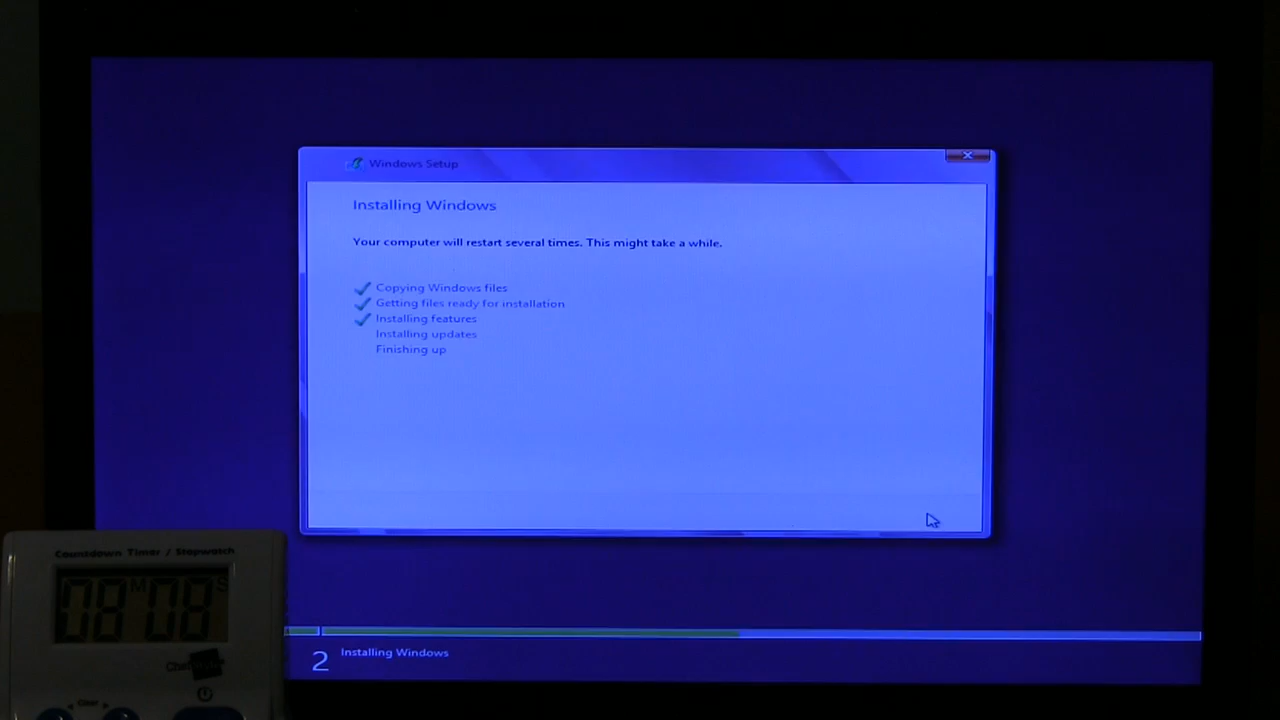 Windows Setup
Installing Windows
Your computer will restart several times. This might take a while.
Copying Windows files
Getting files ready for installation
Installing features
Installing updates
Finishing up
Countdown Timer / Stopwatch
08 M 08 S
Clear
2 Installing Windows